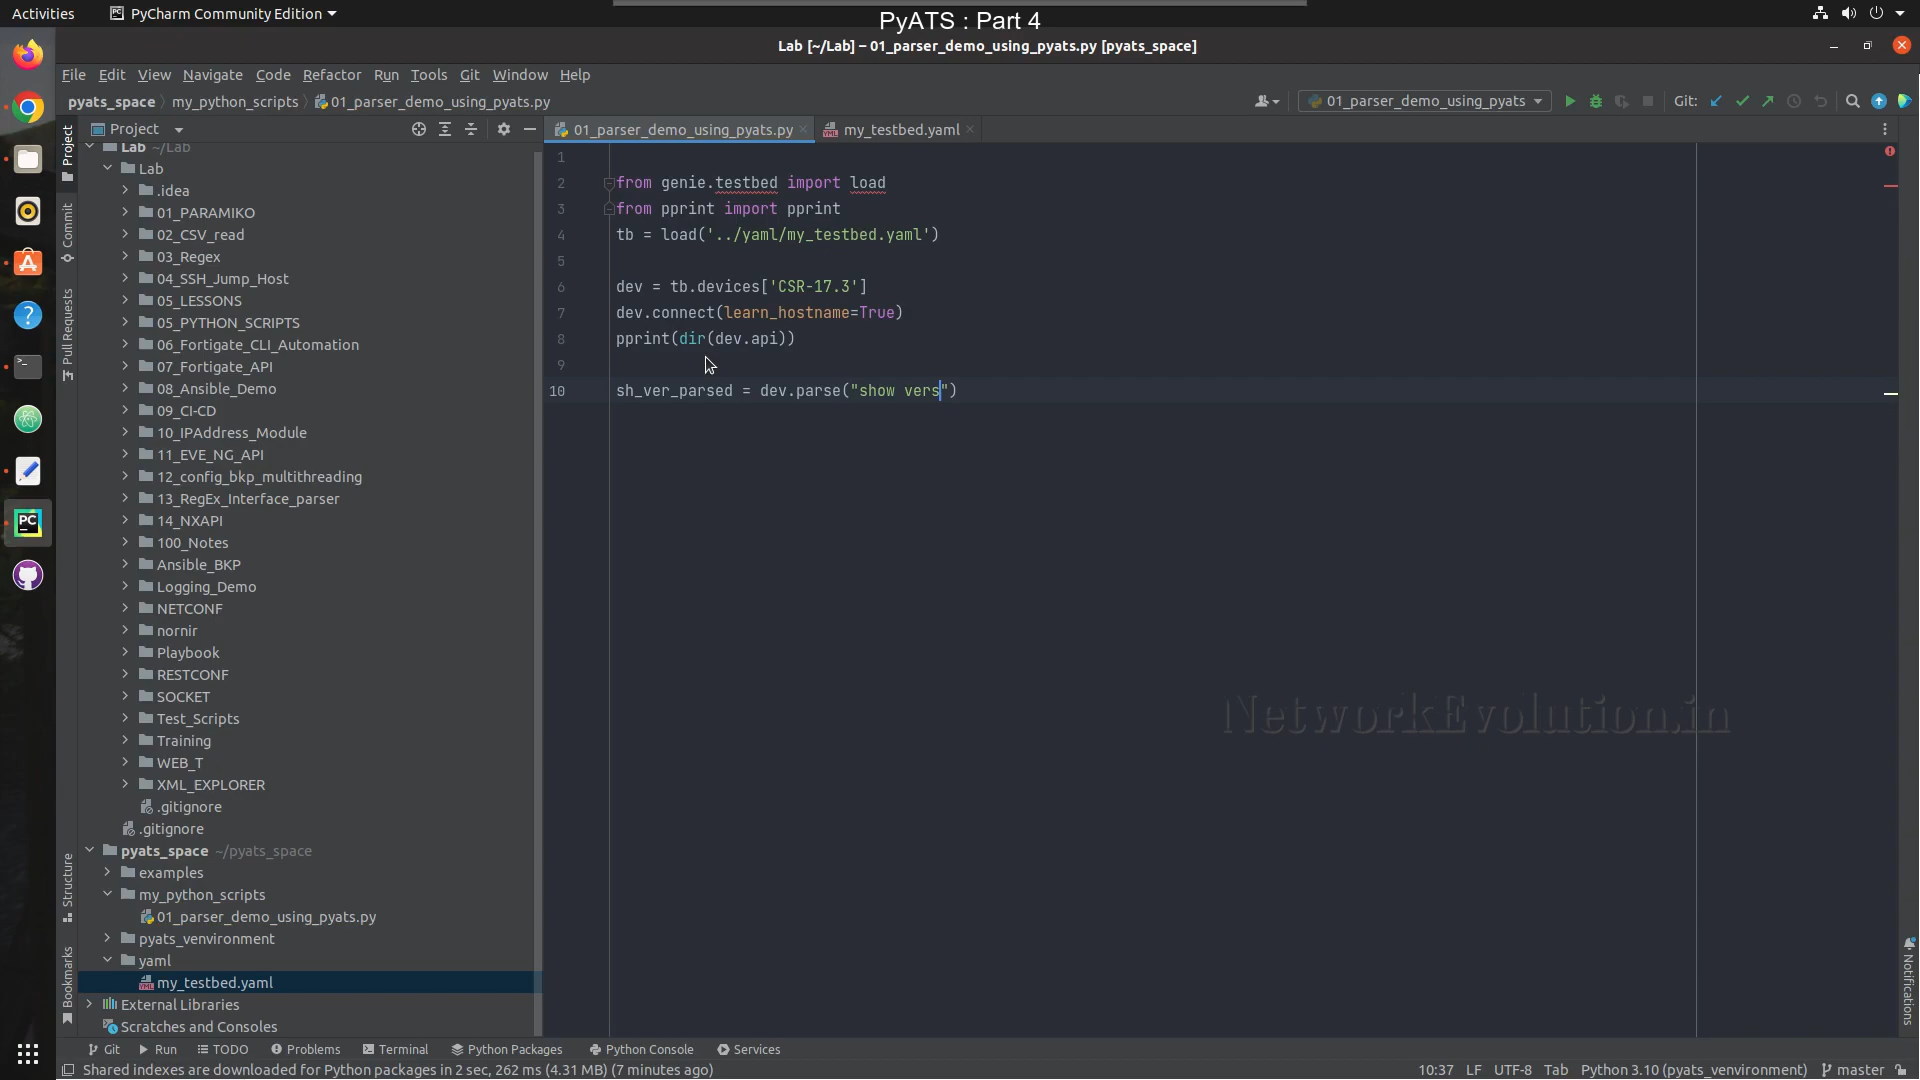 Activities
PyCharm Community Edition
PyATS : Part 4
Lab [~/Lab] – 01_parser_demo_using_pyats.py [pyats_space]
File Edit View Navigate Code Refactor Run Tools Git Window Help
pyats_space my_python_scripts 01_parser_demo_using_pyats.py
01_parser_demo_using_pyats
Git:
Project
01_parser_demo_using_pyats.py
my_testbed.yaml
Project
Commit
Pull Requests
Structure
Bookmarks
Lab ~/Lab
Lab
.idea
01_PARAMIKO
02_CSV_read
03_Regex
04_SSH_Jump_Host
05_LESSONS
05_PYTHON_SCRIPTS
06_Fortigate_CLI_Automation
07_Fortigate_API
08_Ansible_Demo
09_CI-CD
10_IPAddress_Module
11_EVE_NG_API
12_config_bkp_multithreading
13_RegEx_Interface_parser
14_NXAPI
100_Notes
Ansible_BKP
Logging_Demo
NETCONF
nornir
Playbook
RESTCONF
SOCKET
Test_Scripts
Training
WEB_T
XML_EXPLORER
.gitignore
.gitignore
pyats_space ~/pyats_space
examples
my_python_scripts
01_parser_demo_using_pyats.py
pyats_venvironment
yaml
my_testbed.yaml
External Libraries
Scratches and Consoles
1
2 from genie.testbed import load
3 from pprint import pprint
4 tb = load('../yaml/my_testbed.yaml')
5
6 dev = tb.devices['CSR-17.3']
7 dev.connect(learn_hostname=True)
8 pprint(dir(dev.api))
9
10 sh_ver_parsed = dev.parse("show vers")
NetworkEvolution.in
Notifications
Git Run TODO Problems Terminal Python Packages Python Console Services
Shared indexes are downloaded for Python packages in 2 sec, 262 ms (4.31 MB) (7 minutes ago)
10:37 LF UTF-8 Tab Python 3.10 (pyats_venvironment) master